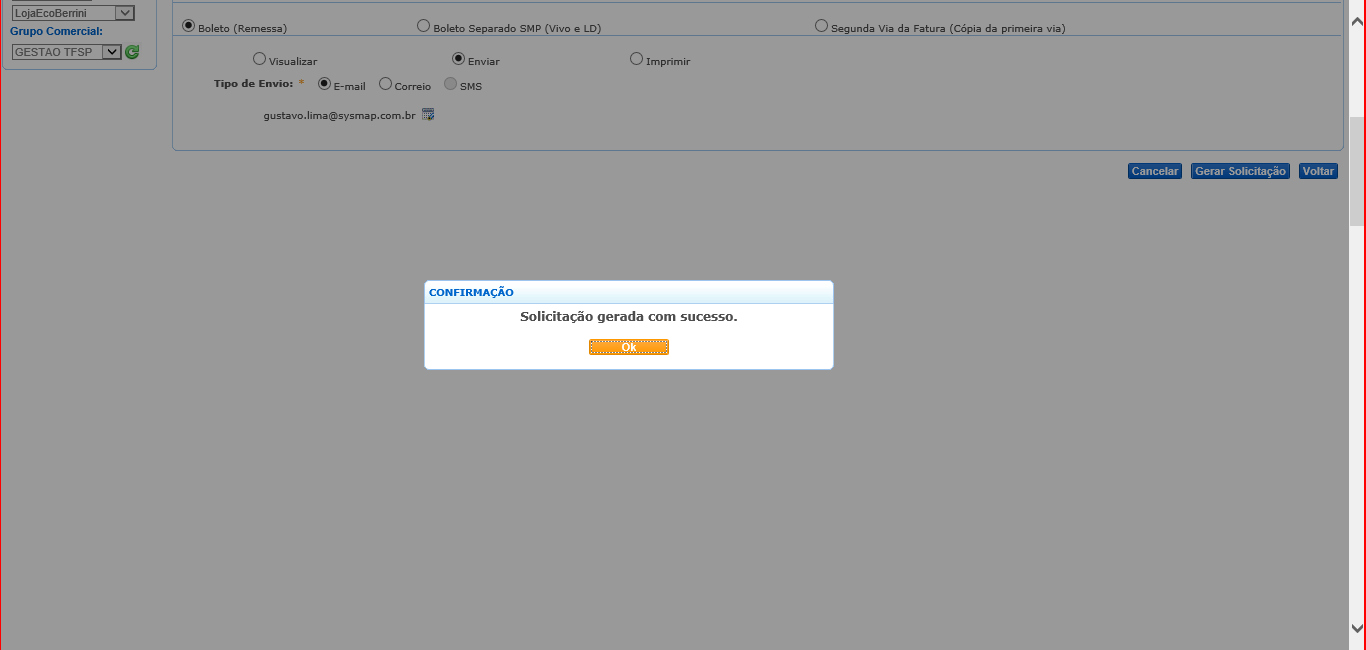 LojaEcoBerrini
Grupo Comercial:
GESTAO TFSP
Boleto (Remessa) Boleto Separado SMP (Vivo e LD) Segunda Via da Fatura (Cópia da primeira via)
Visualizar Enviar Imprimir
Tipo de Envio: * E-mail Correio SMS
gustavo.lima@sysmap.com.br
Cancelar Gerar Solicitação Voltar
CONFIRMAÇÃO
Solicitação gerada com sucesso.
Ok